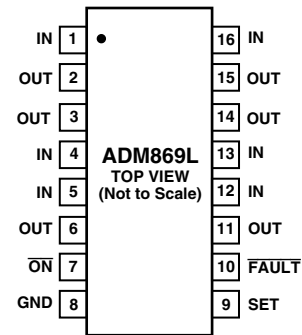 IN 1 16 IN
OUT 2 15 OUT
OUT 3 14 OUT
IN 4 ADM869L 13 IN
TOP VIEW
IN 5 (Not to Scale) 12 IN
OUT 6 11 OUT
ON 7 10 FAULT
GND 8 9 SET